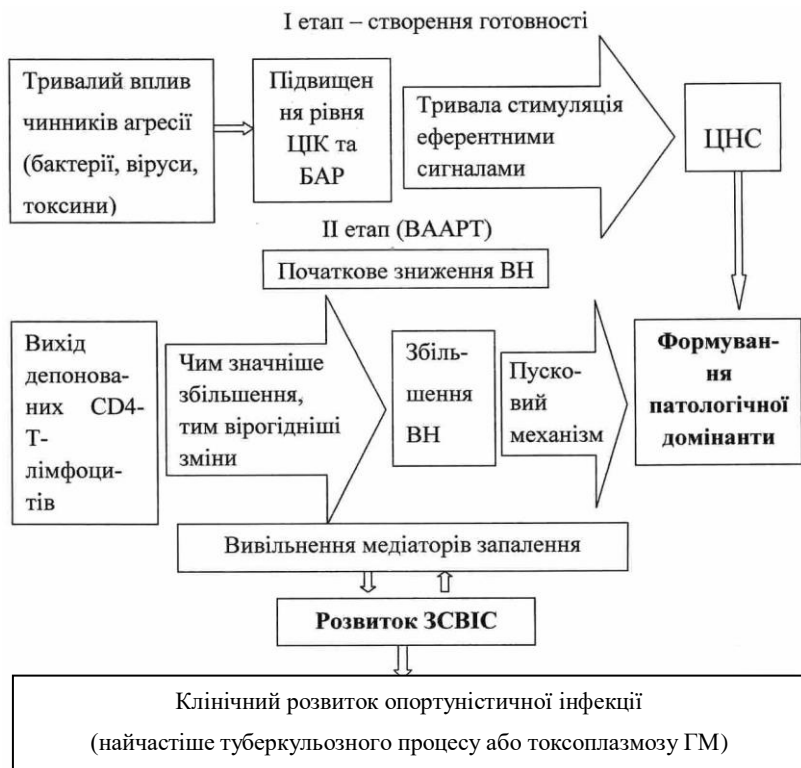 I етап – створення готовності
Тривалий вплив
чинників агресії
(бактерії, віруси,
токсини)
Підвищен
ня рівня
ЦІК та
БАР
Тривала стимуляція
еферентними
сигналами
ЦНС
II етап (ВААРТ)
Початкове зниження ВН
Вихід
депонова-
них CD4-
Т-
лімфоци-
тів
Чим значніше
збільшення,
тим вірогідніші
зміни
Збіль-
шення
ВН
Пуско-
вий
механізм
Формуван-
ня
патологічної
домінанти
Вивільнення медіаторів запалення
Розвиток ЗСВІС
Клінічний розвиток опортуністичної інфекції
(найчастіше туберкульозного процесу або токсоплазмозу ГМ)